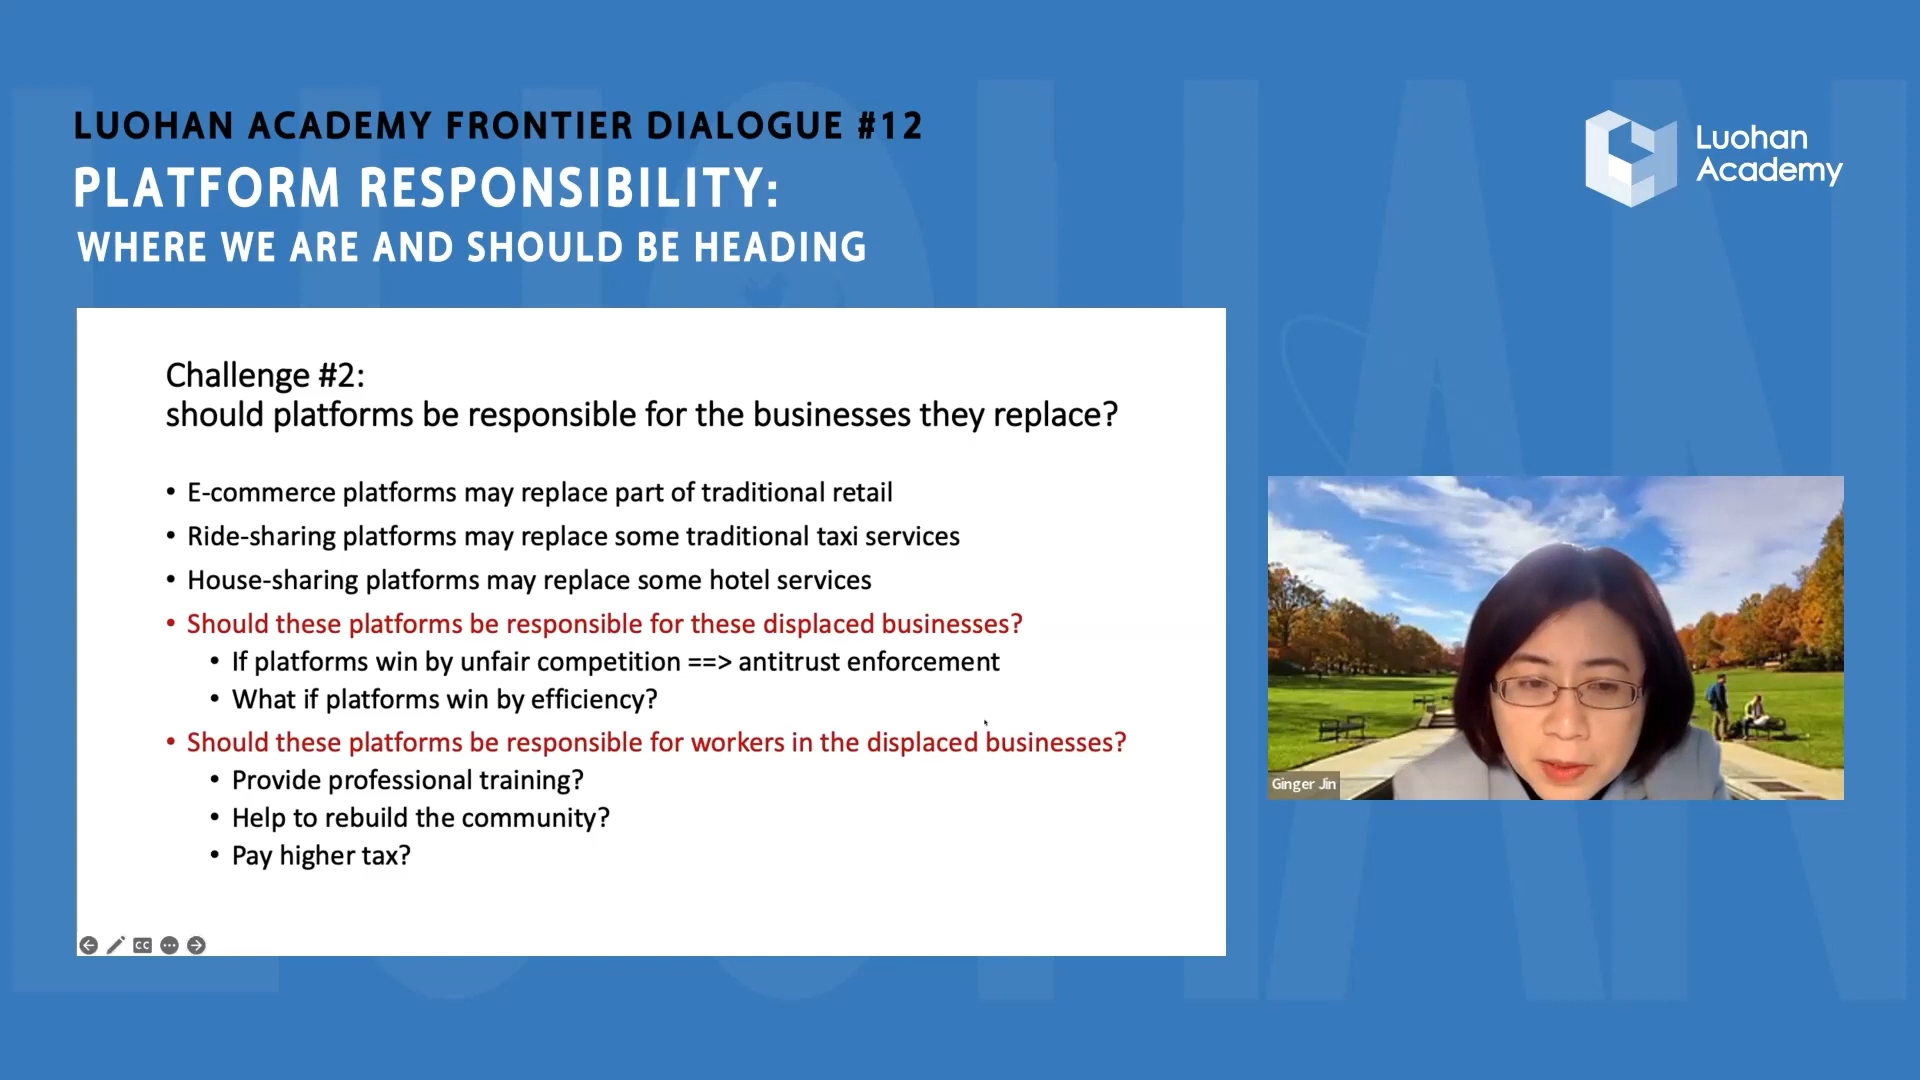 LUOHAN ACADEMY FRONTIER DIALOGUE #12
PLATFORM RESPONSIBILITY:
WHERE WE ARE AND SHOULD BE HEADING
Luohan
Academy
Challenge #2:
should platforms be responsible for the businesses they replace?
• E-commerce platforms may replace part of traditional retail
• Ride-sharing platforms may replace some traditional taxi services
• House-sharing platforms may replace some hotel services
• Should these platforms be responsible for these displaced businesses?
• If platforms win by unfair competition ==> antitrust enforcement
• What if platforms win by efficiency?
• Should these platforms be responsible for workers in the displaced businesses?
• Provide professional training?
• Help to rebuild the community?
• Pay higher tax?
CC
Ginger Jin